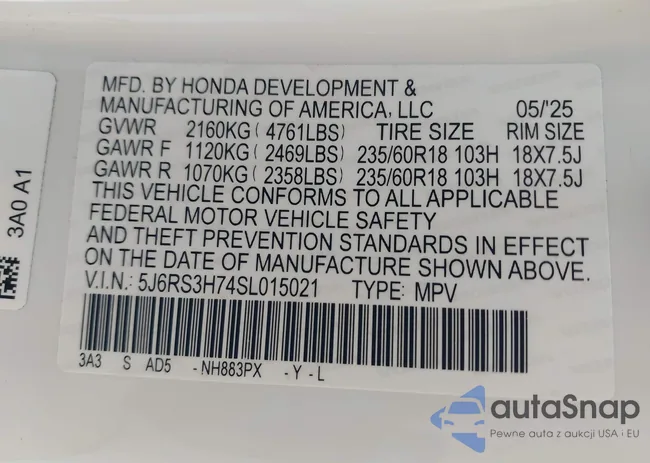 MFD. BY HONDA DEVELOPMENT &
MANUFACTURING OF AMERICA, LLC 05/'25
GVWR 2160KG ( 4761LBS) TIRE SIZE RIM SIZE
GAWR F 1120KG ( 2469LBS) 235/60R18 103H 18X7.5J
GAWR R 1070KG ( 2358LBS) 235/60R18 103H 18X7.5J
THIS VEHICLE CONFORMS TO ALL APPLICABLE
FEDERAL MOTOR VEHICLE SAFETY
AND THEFT PREVENTION STANDARDS IN EFFECT
ON THE DATE OF MANUFACTURE SHOWN ABOVE.
V.I.N.: 5J6RS3H74SL015021 TYPE: MPV
3A3 S AD5 -NH883PX -Y-L
3A0 A1
autaSnap
Pewne auta z aukcji USA i EU